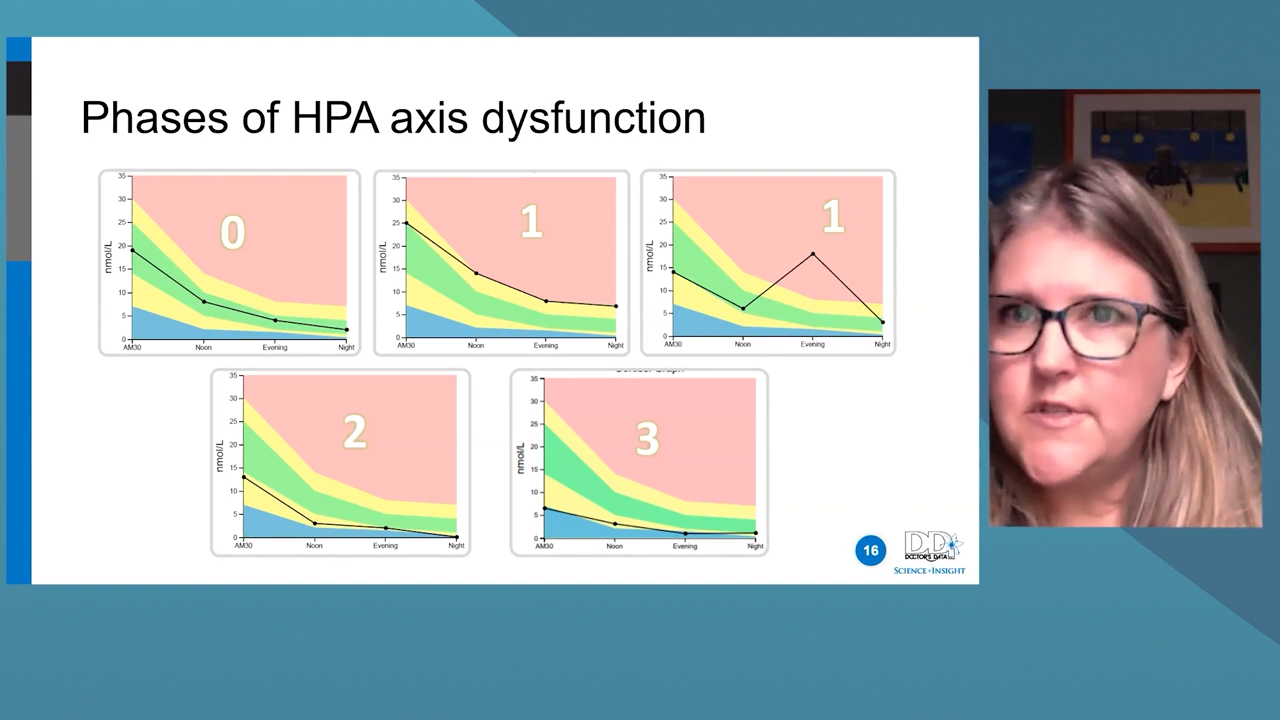 Phases of HPA axis dysfunction
35
30
25
20
15
10
5
0
nmol/L
AM30
Noon
Evening
Night
0
35
30
25
20
15
10
5
0
nmol/L
AM30
Noon
Evening
Night
1
35
30
25
20
15
10
5
0
nmol/L
AM30
Noon
Evening
Night
1
35
30
25
20
15
10
5
0
nmol/L
AM30
Noon
Evening
Night
2
35
30
25
20
15
10
5
0
nmol/L
AM30
Noon
Evening
Night
3
16
DD
DOCTOR'S DATA
SCIENCE + INSIGHT